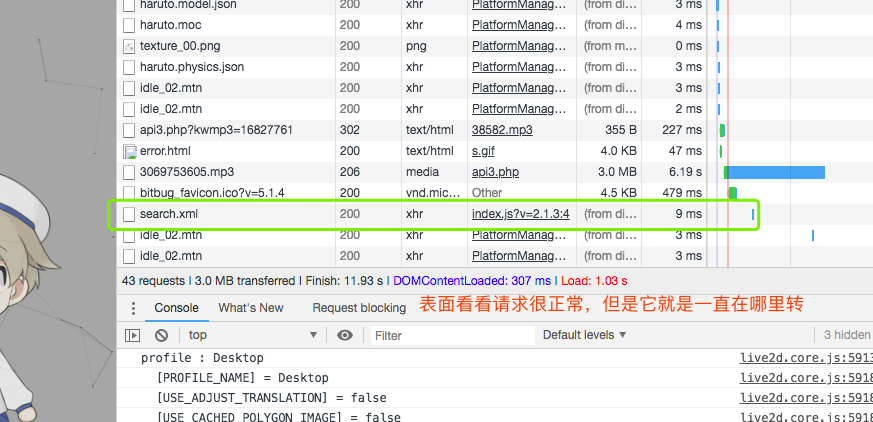 haruto.model.json 200 xhr PlatformManag… (from di… 3 ms
haruto.moc 200 xhr PlatformManag… (from di… 4 ms
texture_00.png 200 png PlatformManag… (from m… 0 ms
haruto.physics.json 200 xhr PlatformManag… (from di… 3 ms
idle_02.mtn 200 xhr PlatformManag… (from di… 3 ms
idle_02.mtn 200 xhr PlatformManag… (from di… 2 ms
api3.php?kwmp3=16827761 302 text/html 38582.mp3 355 B 227 ms
error.html 200 text/html s.gif 4.0 KB 47 ms
3069753605.mp3 206 media api3.php 3.0 MB 6.19 s
bitbug_favicon.ico?v=5.1.4 200 vnd.mic… Other 4.5 KB 479 ms
search.xml 200 xhr index.js?v=2.1.3:4 (from di… 9 ms
idle_02.mtn 200 xhr PlatformManag… (from di… 3 ms
idle_02.mtn 200 xhr PlatformManag… (from di… 3 ms
43 requests | 3.0 MB transferred | Finish: 11.93 s | DOMContentLoaded: 307 ms | Load: 1.03 s
Console What's New Request blocking 表面看看请求很正常，但是它就是一直在哪里转
top Filter Default levels 3 hidden
profile : Desktop live2d.core.js:5913
[PROFILE_NAME] = Desktop live2d.core.js:5918
[USE_ADJUST_TRANSLATION] = false live2d.core.js:5918
[USE_CACHED_POLYGON_IMAGE] = false live2d.core.js:5918